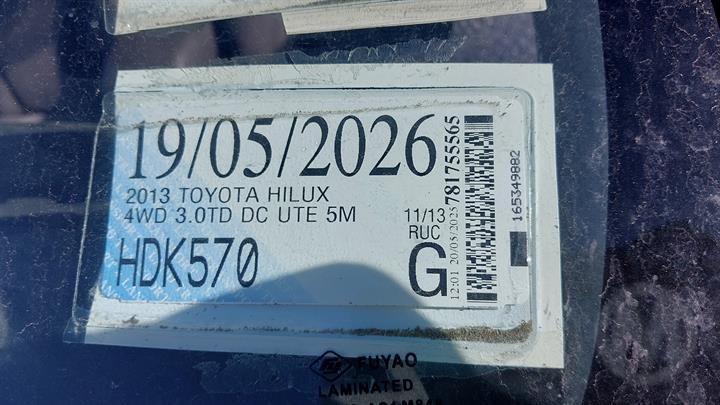 19/05/2026
2013 TOYOTA HILUX
4WD 3.0TD DC UTE 5M
11/13
RUC
HDK570
G
12:01 20/05/2025
781755565
165349882
FUYAO
LAMINATED